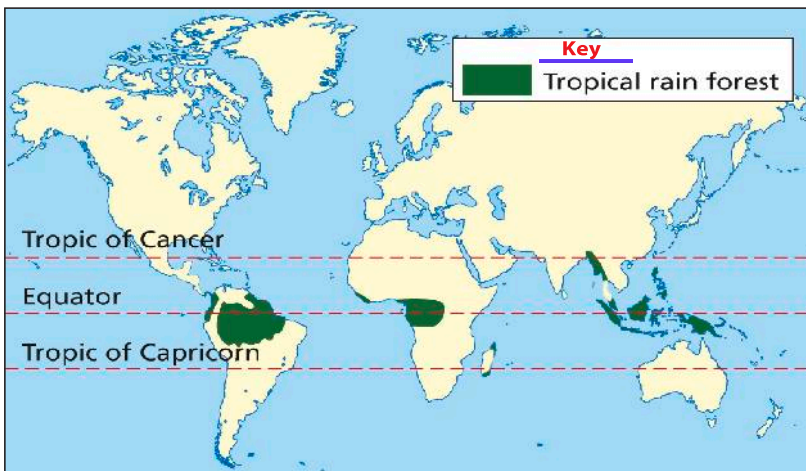 Key
Tropical rain forest
Tropic of Cancer
Equator
Tropic of Capricorn